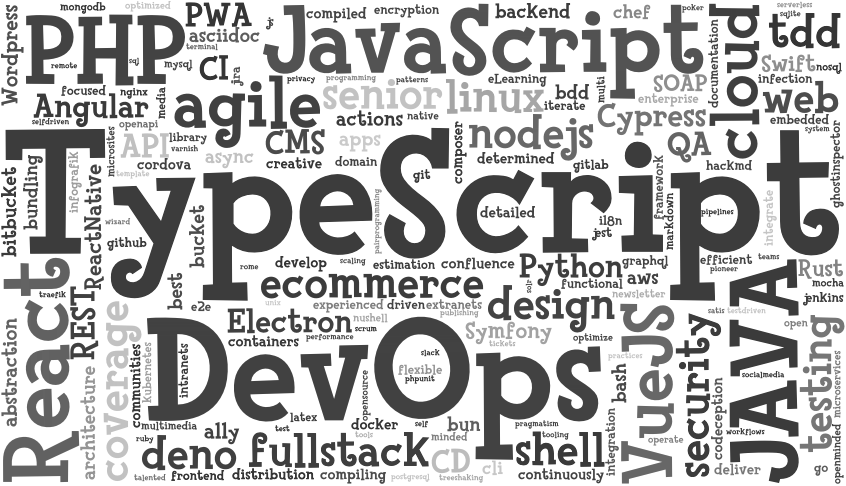 mongodb
optimized
PWA
compiled
encryption
backend
chef
poker
serverless
sqlite
Wordpress
PHP
asciidoc
terminal
js
JavaScript
documentation
cloud
tdd
remote
sql
mysql
CI
jira
privacy
programming
patterns
eLearning
multi
SOAP
Swift
nosql
infection
focused
nginx
media
agile
senior
linux
bdd
iterate
enterprise
web
Angular
actions
native
Cypress
embedded
system
selfdriven
openapi
API
library
varnish
CMS
apps
composer
nodejs
QA
microsites
async
creative
domain
determined
gitlab
hackmd
ghostinspector
cordova
template
TypeScript
git
bitbucket
bundling
infografik
ReactNative
wizard
github
bucket
pairprogramming
detailed
i18n
jest
framework
markdown
pipelines
integrate
React
traefik
REST
best
rome
develop
scaling
estimation
confluence
Python
graphql
efficient
pioneer
teams
Rust
ecommerce
solr
functional
aws
mocha
e2e
unix
experienced
driven
extranets
publishing
design
newsletter
jenkins
abstraction
coverage
Electron
nushell
scrum
Symfony
tickets
optimize
VueJS
satis
testdriven
open
JAVA
testing
containers
performance
communities
kubernetes
intranets
DevOps
slack
flexible
phpunit
practices
security
socialmedia
microservices
architecture
opensource
bash
codeception
multimedia
latex
test
docker
self
bun
pragmatism
workflows
ruby
ally
tools
minded
tooling
operate
integration
deno
fullstack
CD
cli
shell
deliver
go
openminded
talented
frontend
distribution
compiling
postgresql
treeshaking
continuously